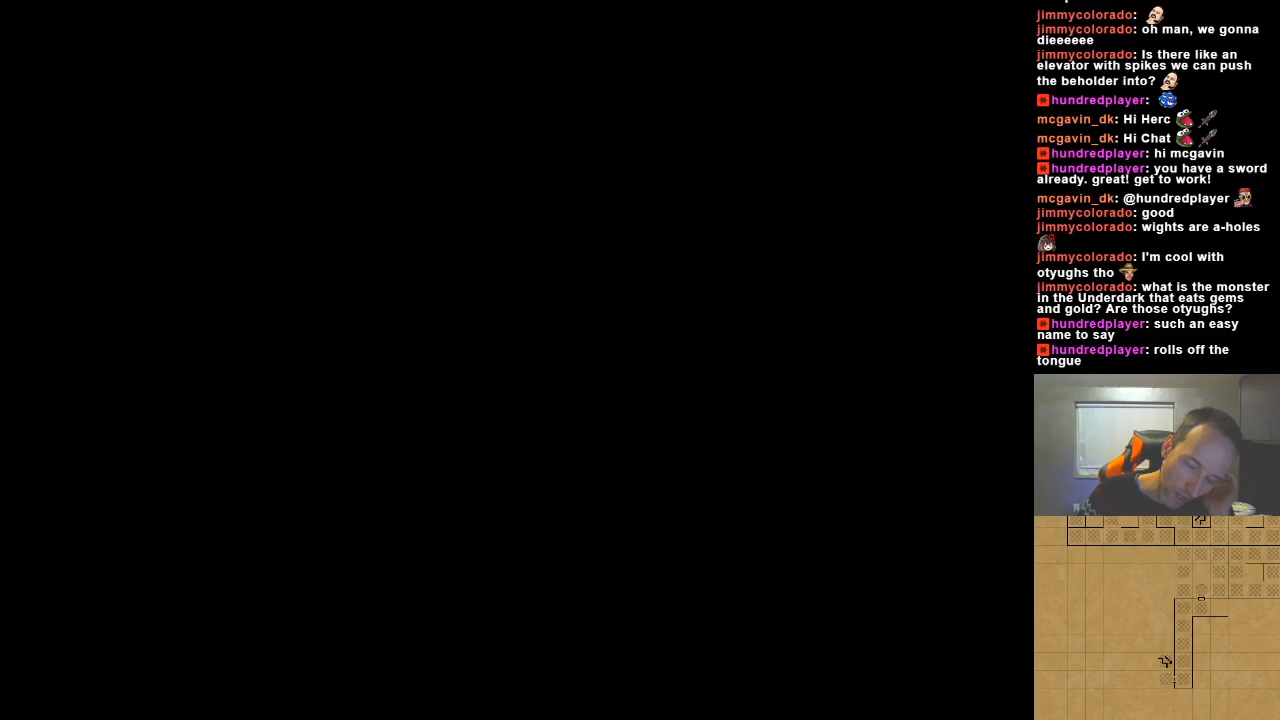 jimmycolorado:
jimmycolorado: oh man, we gonna
dieeeeee
jimmycolorado: Is there like an
elevator with spikes we can push
the beholder into?
hundredplayer:
mcgavin_dk: Hi Herc
mcgavin_dk: Hi Chat
hundredplayer: hi mcgavin
hundredplayer: you have a sword
already. great! get to work!
mcgavin_dk: @hundredplayer
jimmycolorado: good
jimmycolorado: wights are a-holes
jimmycolorado: I'm cool with
otyughs tho
jimmycolorado: what is the monster
in the Underdark that eats gems
and gold? Are those otyughs?
hundredplayer: such an easy
name to say
hundredplayer: rolls off the
tongue